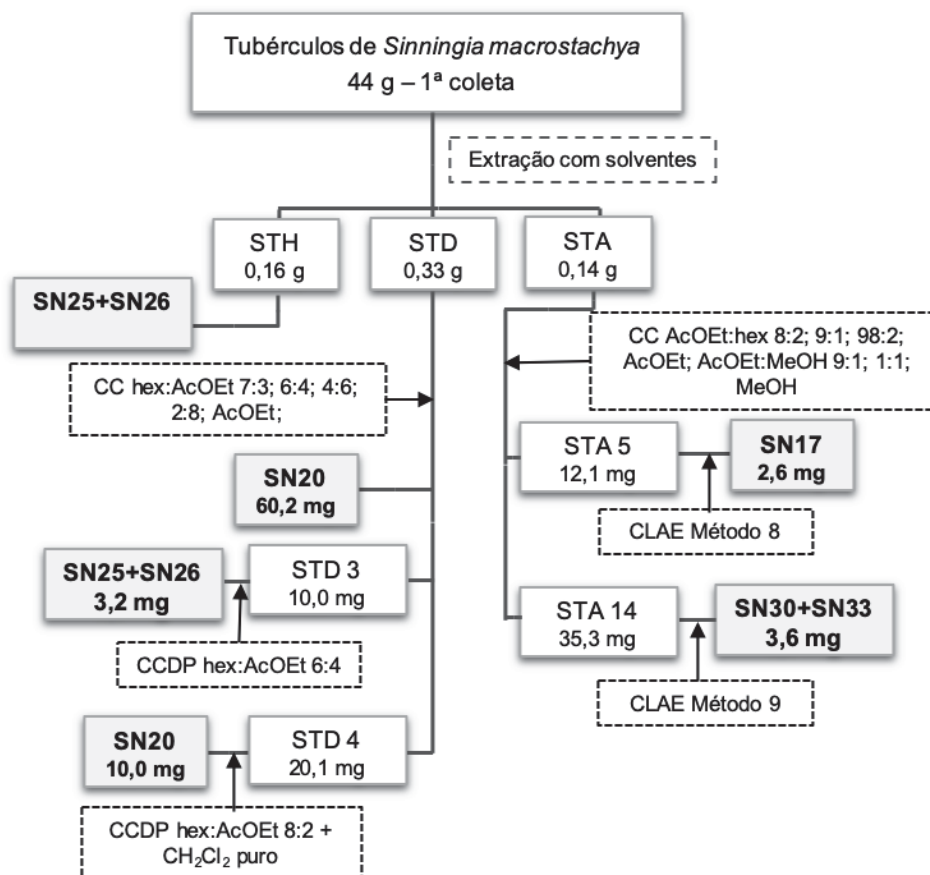 Tubérculos de Sinningia macrostachya
44 g – 1ª coleta
Extração com solventes
STH
0,16 g
STD
0,33 g
STA
0,14 g
SN25+SN26
CC hex:AcOEt 7:3; 6:4; 4:6;
2:8; AcOEt;
CC AcOEt:hex 8:2; 9:1; 98:2;
AcOEt; AcOEt:MeOH 9:1; 1:1;
MeOH
SN20
60,2 mg
STA 5
12,1 mg
SN17
2,6 mg
CLAE Método 8
SN25+SN26
3,2 mg
STD 3
10,0 mg
CCDP hex:AcOEt 6:4
STA 14
35,3 mg
SN30+SN33
3,6 mg
CLAE Método 9
SN20
10,0 mg
STD 4
20,1 mg
CCDP hex:AcOEt 8:2 +
CH₂Cl₂ puro